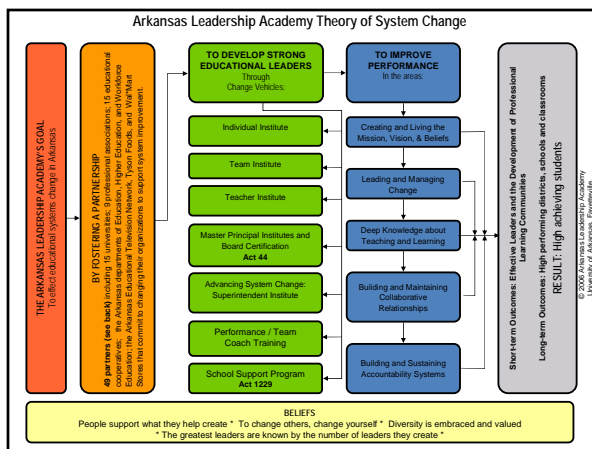 Arkansas Leadership Academy Theory of System Change
THE ARKANSAS LEADERSHIP ACADEMY'S GOAL
To effect educational systems change in Arkansas
BY FOSTERING A PARTNERSHIP
49 partners (see back) including 15 universities; 9 professional associations; 15 educational
cooperatives; the Arkansas departments of Education, Higher Education, and Workforce
Education; the Arkansas Educational Television Network, Tyson Foods, and Wal*Mart
Stores that commit to changing their organizations to support system improvement.
TO DEVELOP STRONG
EDUCATIONAL LEADERS
Through
Change Vehicles:
Individual Institute
Team Institute
Teacher Institute
Master Principal Institutes and
Board Certification
Act 44
Advancing System Change:
Superintendent Institute
Performance / Team
Coach Training
School Support Program
Act 1229
TO IMPROVE
PERFORMANCE
In the areas:
Creating and Living the
Mission, Vision, & Beliefs
Leading and Managing
Change
Deep Knowledge about
Teaching and Learning
Building and Maintaining
Collaborative
Relationships
Building and Sustaining
Accountability Systems
Short-term Outcomes: Effective Leaders and the Development of Professional
Learning Communities
Long-term Outcomes: High performing districts, schools and classrooms
RESULT: High achieving students
© 2006 Arkansas Leadership Academy
University of Arkansas, Fayetteville
BELIEFS
People support what they help create * To change others, change yourself * Diversity is embraced and valued
* The greatest leaders are known by the number of leaders they create *